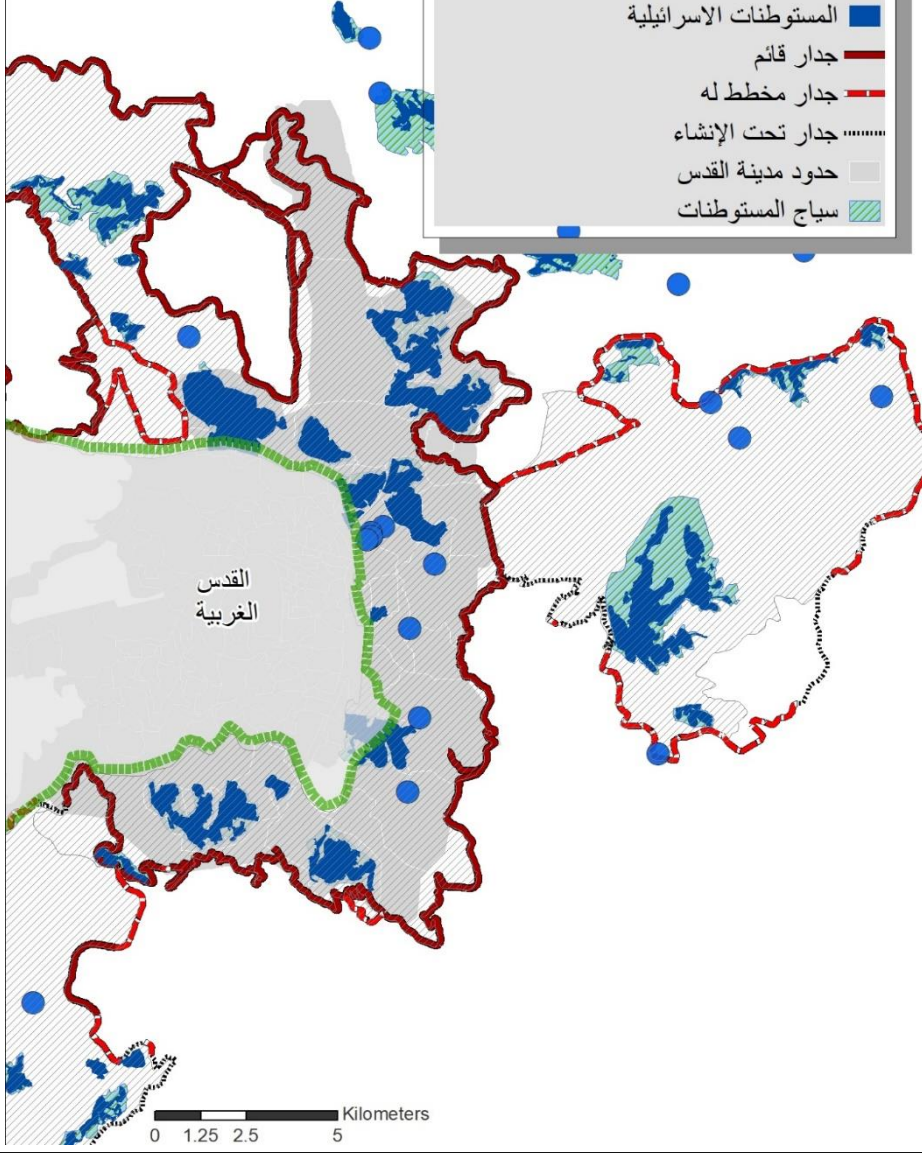 المستوطنات الاسرائيلية
جدار قائم
جدار مخطط له
جدار تحت الإنشاء
حدود مدينة القدس
سياج المستوطنات
القدس
الغربية
Kilometers
0 1.25 2.5 5